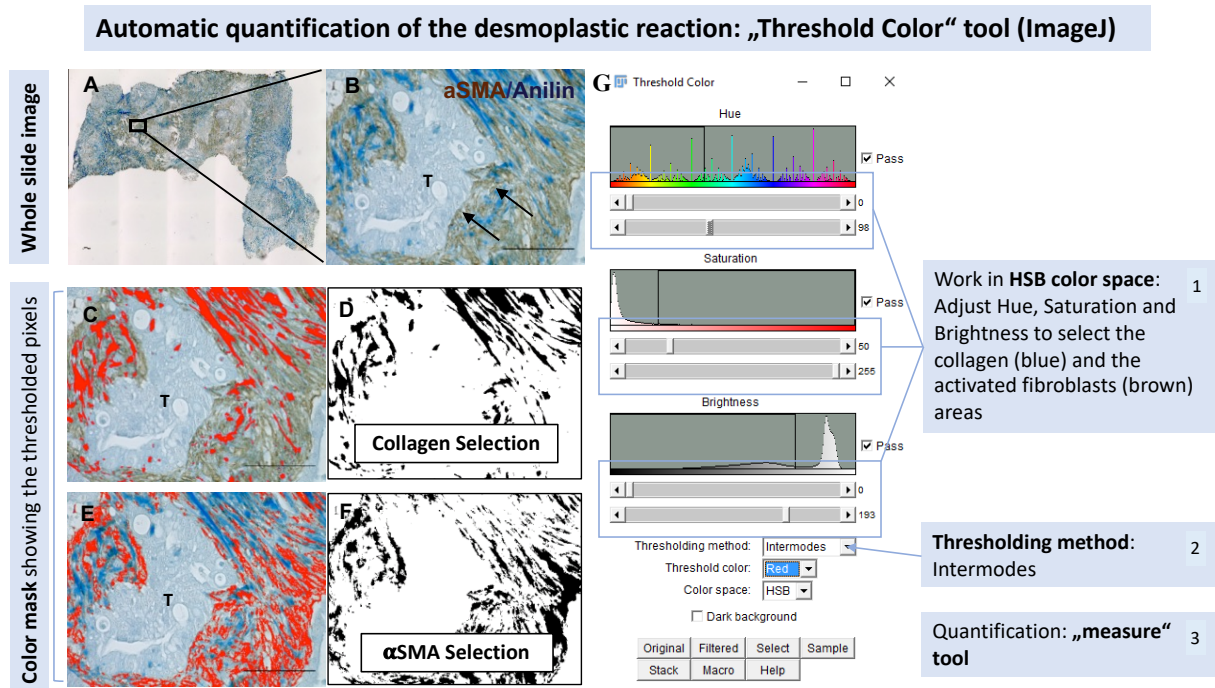 Automatic quantification of the desmoplastic reaction: „Threshold Color“ tool (ImageJ)
Whole slide image
A
B
aSMA/Anilin
T
Color mask showing the thresholded pixels
C
T
D
Collagen Selection
E
T
F
αSMA Selection
G
Threshold Color
Hue
Pass
0
98
Saturation
Pass
50
255
Brightness
Pass
0
193
Thresholding method: Intermodes
Threshold color: Red
Color space: HSB
Dark background
Original Filtered Select Sample
Stack Macro Help
Work in HSB color space: 1
Adjust Hue, Saturation and
Brightness to select the
collagen (blue) and the
activated fibroblasts (brown)
areas
Thresholding method: 2
Intermodes
Quantification: „measure“ 3
tool